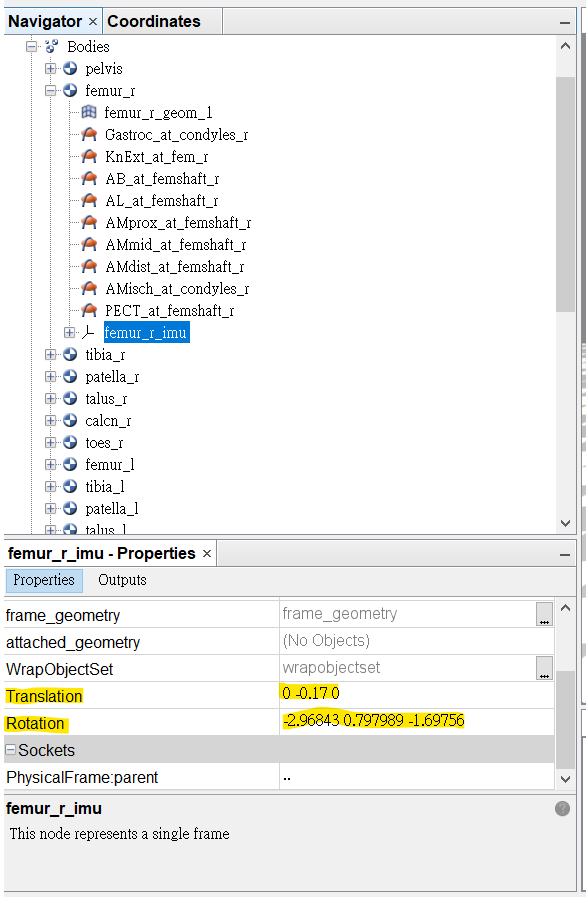 Navigator × Coordinates
Bodies
pelvis
femur_r
femur_r_geom_1
Gastroc_at_condyles_r
KnExt_at_fem_r
AB_at_femshaft_r
AL_at_femshaft_r
AMprox_at_femshaft_r
AMmid_at_femshaft_r
AMdist_at_femshaft_r
AMisch_at_condyles_r
PECT_at_femshaft_r
femur_r_imu
tibia_r
patella_r
talus_r
calcn_r
toes_r
femur_l
tibia_l
patella_l
talus_l
femur_r_imu - Properties ×
Properties Outputs
frame_geometry frame_geometry ...
attached_geometry (No Objects)
WrapObjectSet wrapobjectset ...
Translation 0 -0.17 0
Rotation -2.96843 0.797989 -1.69756
Sockets
PhysicalFrame:parent ..
femur_r_imu ?
This node represents a single frame